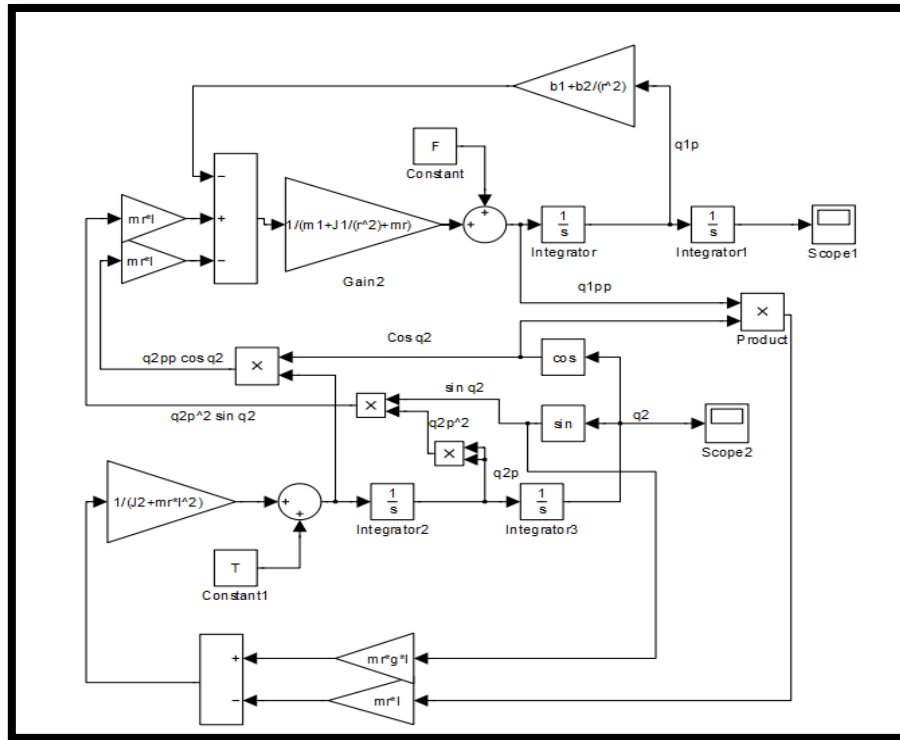 b1+b2/(r^2)
q1p
F
Constant
−
+
−
mr*l
mr*l
1/(m1+J1/(r^2)+mr)
Gain2
+
+
1
s
Integrator
1
s
Integrator1
Scope1
q1pp
×
Product
Cos q2
cos
q2pp cos q2
×
sin q2
×
sin
q2
Scope2
q2p^2 sin q2
q2p^2
×
q2p
1/(J2+mr*l^2)
+
+
1
s
Integrator2
1
s
Integrator3
T
Constant1
+
−
mr*g*l
mr*l